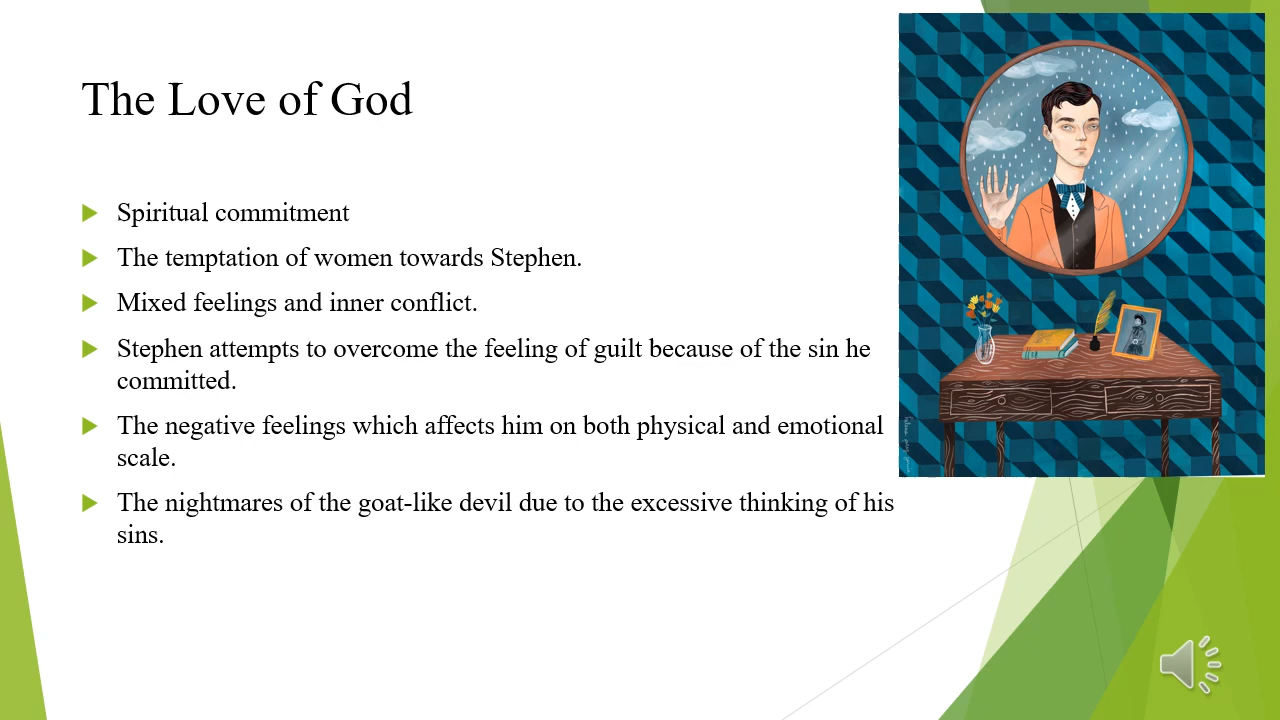 The Love of God
Spiritual commitment
The temptation of women towards Stephen.
Mixed feelings and inner conflict.
Stephen attempts to overcome the feeling of guilt because of the sin he
committed.
The negative feelings which affects him on both physical and emotional
scale.
The nightmares of the goat-like devil due to the excessive thinking of his
sins.